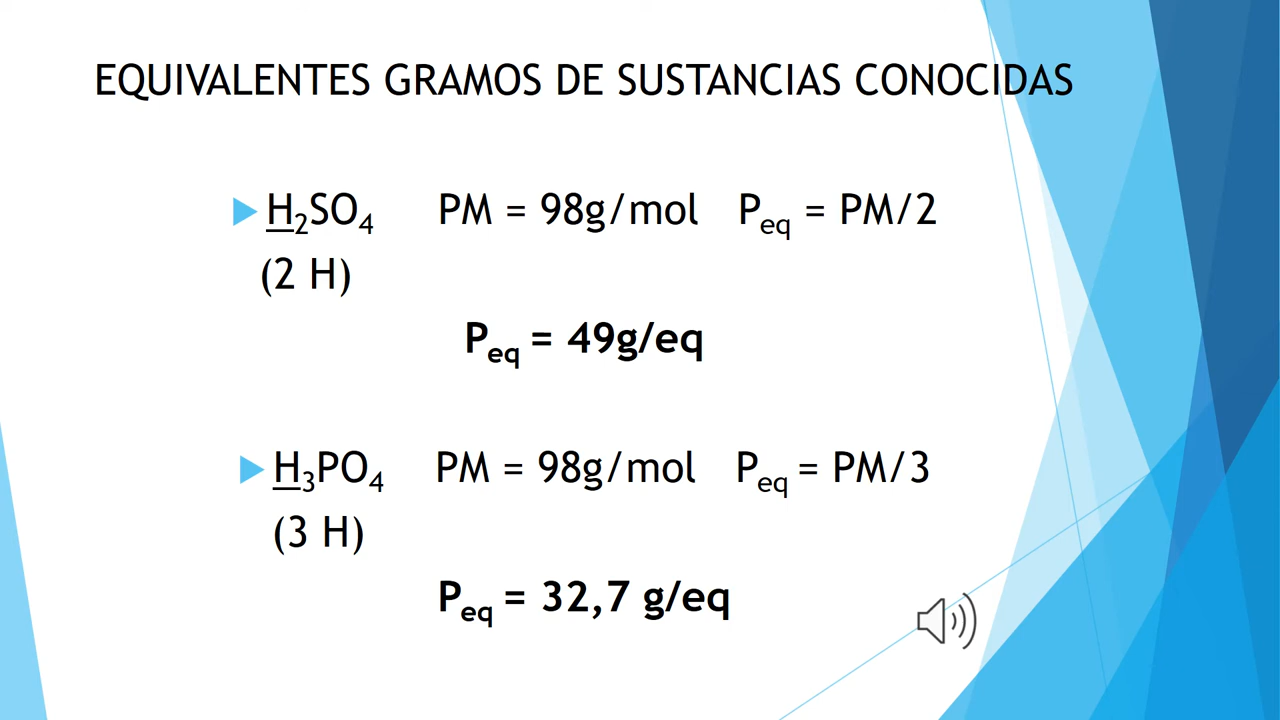 EQUIVALENTES GRAMOS DE SUSTANCIAS CONOCIDAS
H₂SO₄ PM = 98g/mol Peq = PM/2
(2 H)
Peq = 49g/eq
H₃PO₄ PM = 98g/mol Peq = PM/3
(3 H)
Peq = 32,7 g/eq